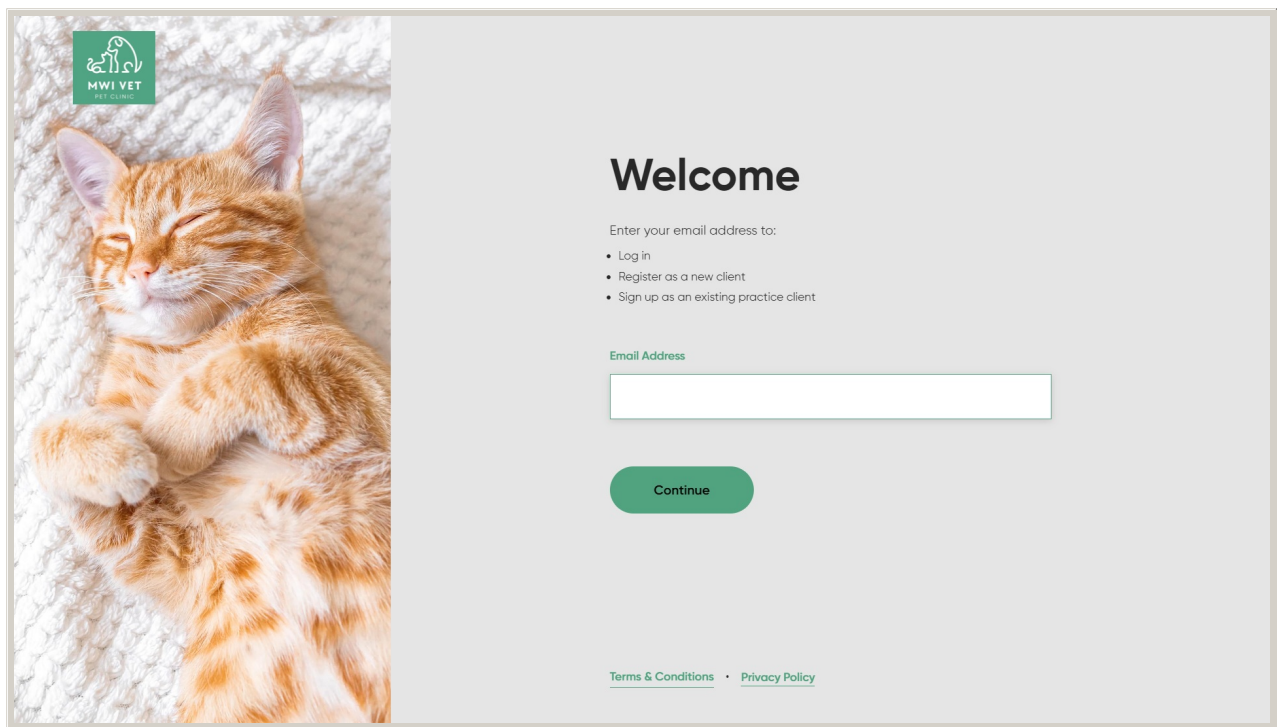 MWI VET
PET CLINIC
Welcome
Enter your email address to:
• Log in
• Register as a new client
• Sign up as an existing practice client
Email Address
Continue
Terms & Conditions • Privacy Policy